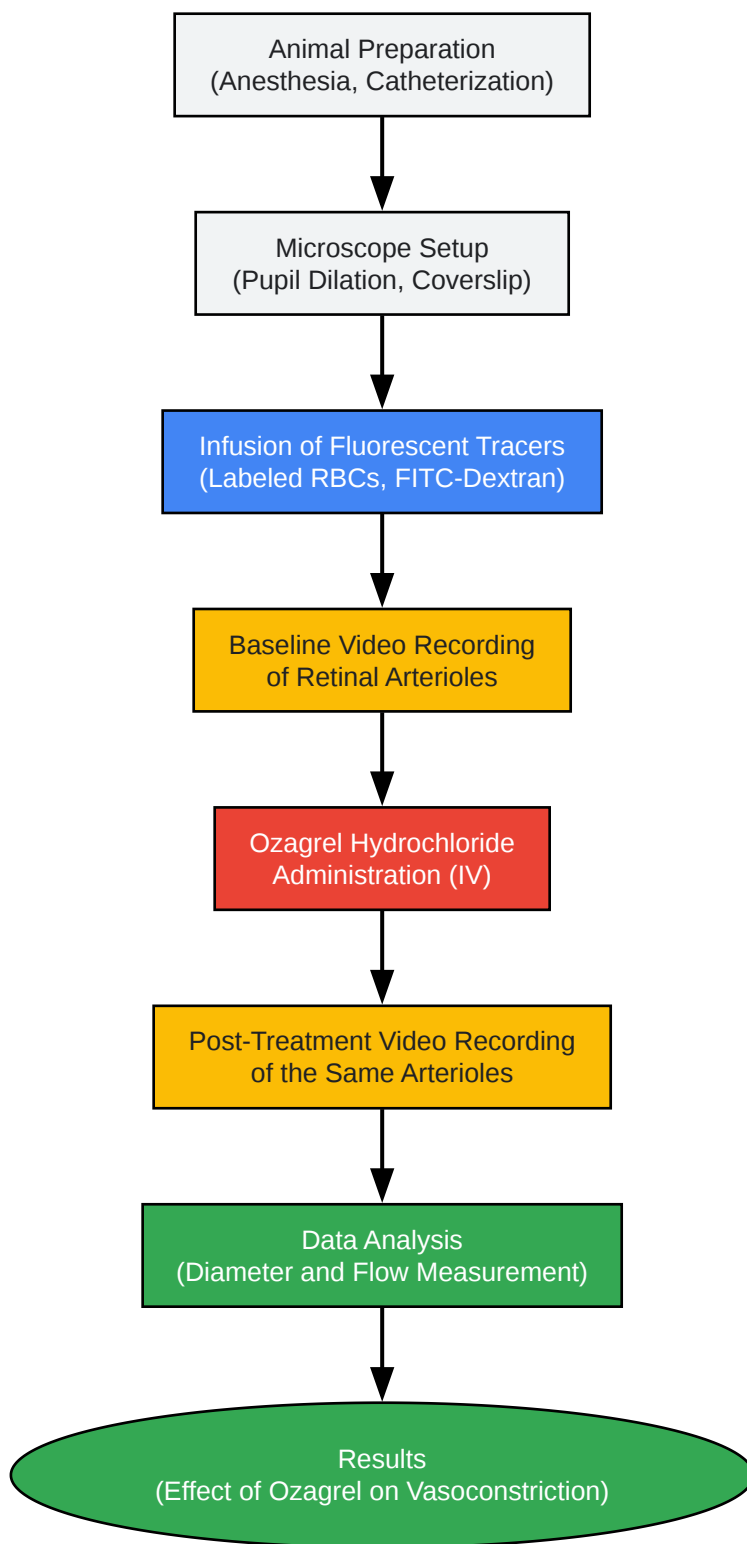 Animal Preparation
(Anesthesia, Catheterization)
Microscope Setup
(Pupil Dilation, Coverslip)
Infusion of Fluorescent Tracers
(Labeled RBCs, FITC-Dextran)
Baseline Video Recording
of Retinal Arterioles
Ozagrel Hydrochloride
Administration (IV)
Post-Treatment Video Recording
of the Same Arterioles
Data Analysis
(Diameter and Flow Measurement)
Results
(Effect of Ozagrel on Vasoconstriction)